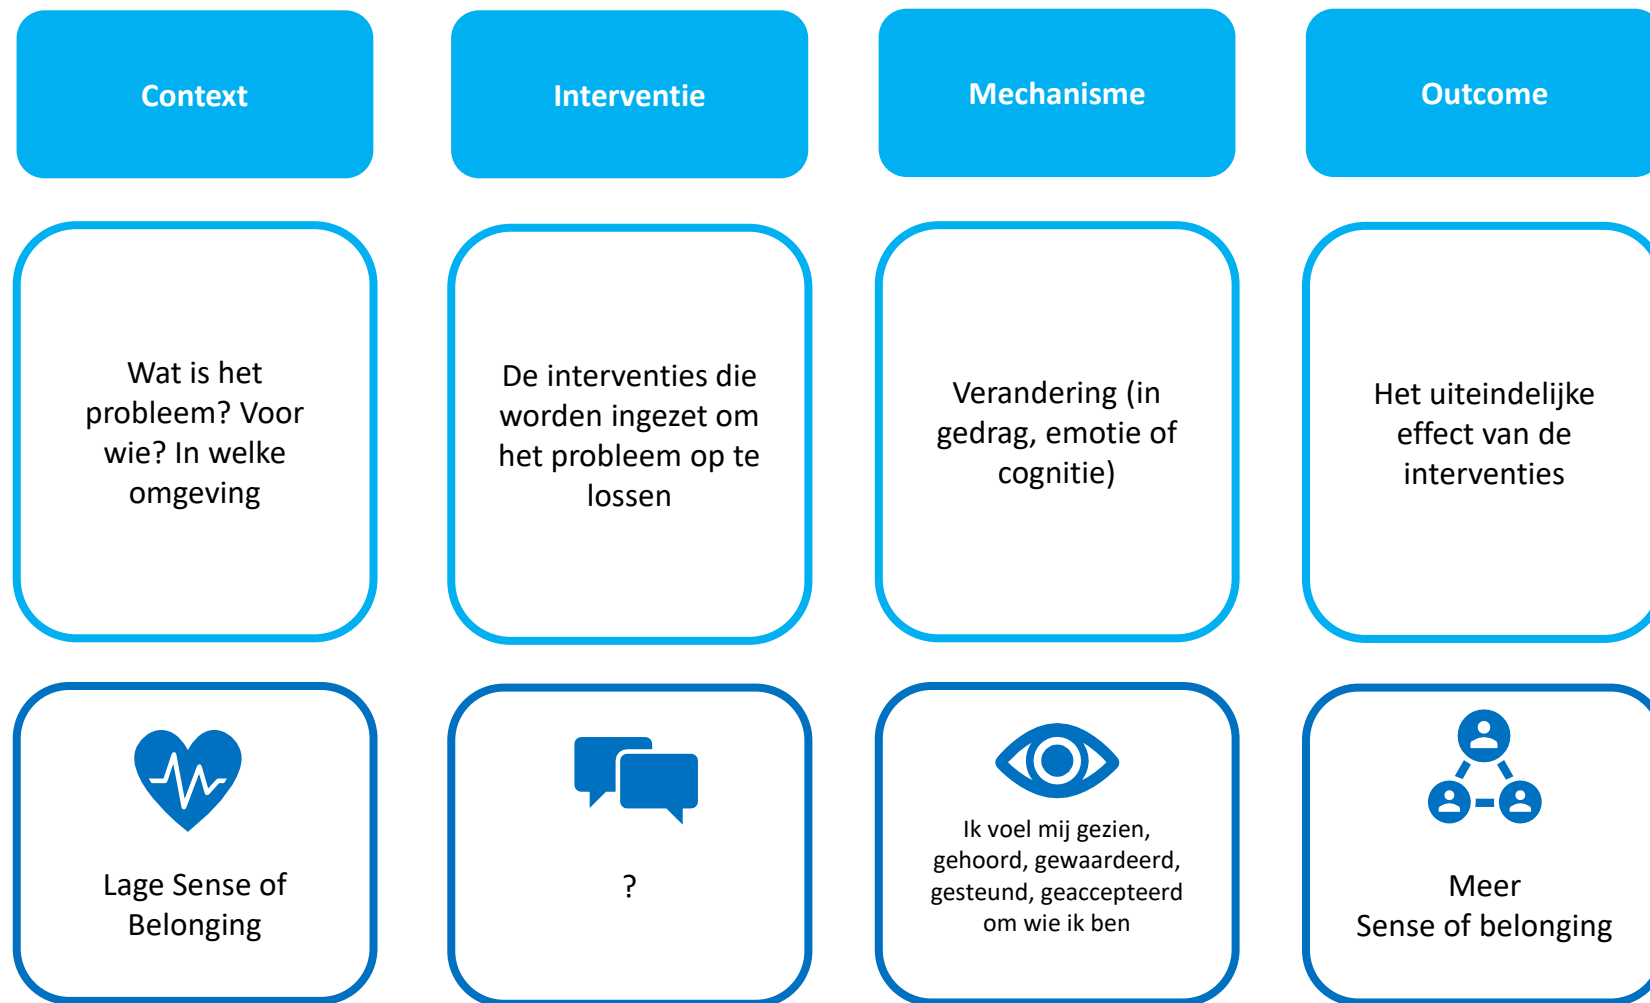 Context
Interventie
Mechanisme
Outcome
Wat is het
probleem? Voor
wie? In welke
omgeving
De interventies die
worden ingezet om
het probleem op te
lossen
Verandering (in
gedrag, emotie of
cognitie)
Het uiteindelijke
effect van de
interventies
Lage Sense of
Belonging
?
Ik voel mij gezien,
gehoord, gewaardeerd,
gesteund, geaccepteerd
om wie ik ben
Meer
Sense of belonging